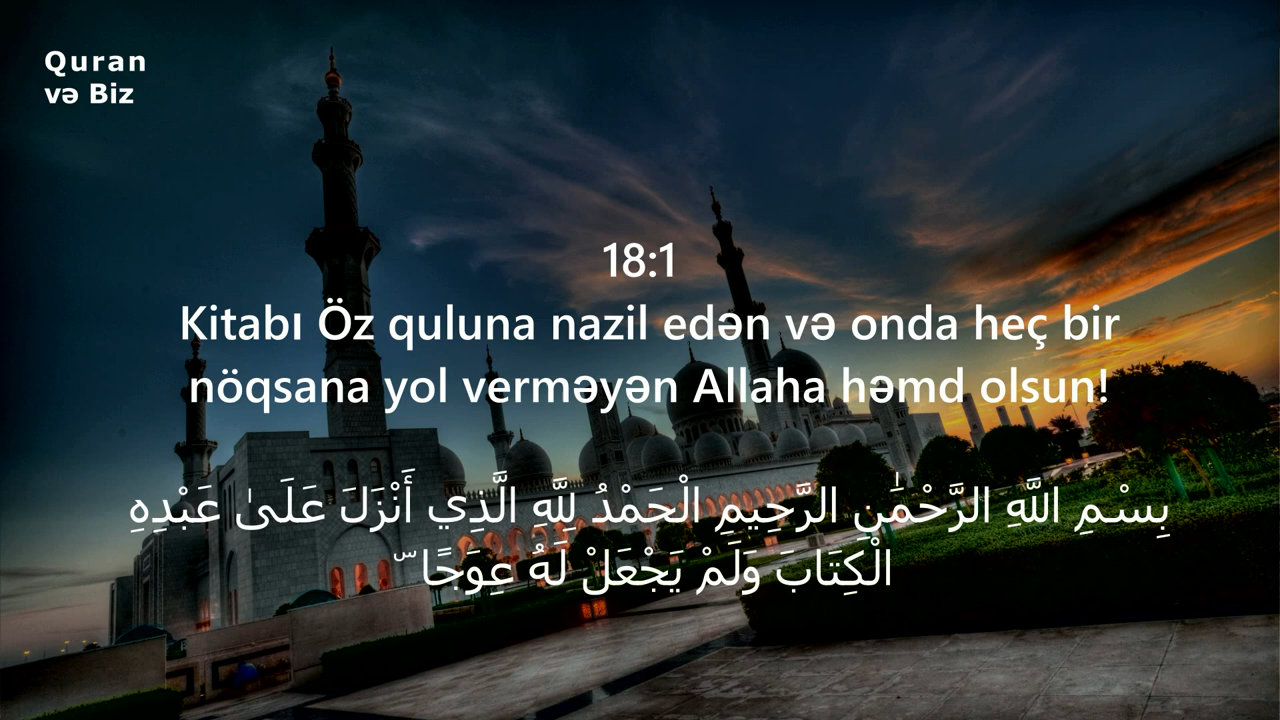 Quran
və Biz
18:1
Kitabı Öz quluna nazil edən və onda heç bir
nöqsana yol verməyən Allaha həmd olsun!
بِسْمِ اللَّهِ الرَّحْمَٰنِ الرَّحِيمِ الْحَمْدُ لِلَّهِ الَّذِي أَنْزَلَ عَلَىٰ عَبْدِهِ
الْكِتَابَ وَلَمْ يَجْعَلْ لَهُ عِوَجًا ۜ